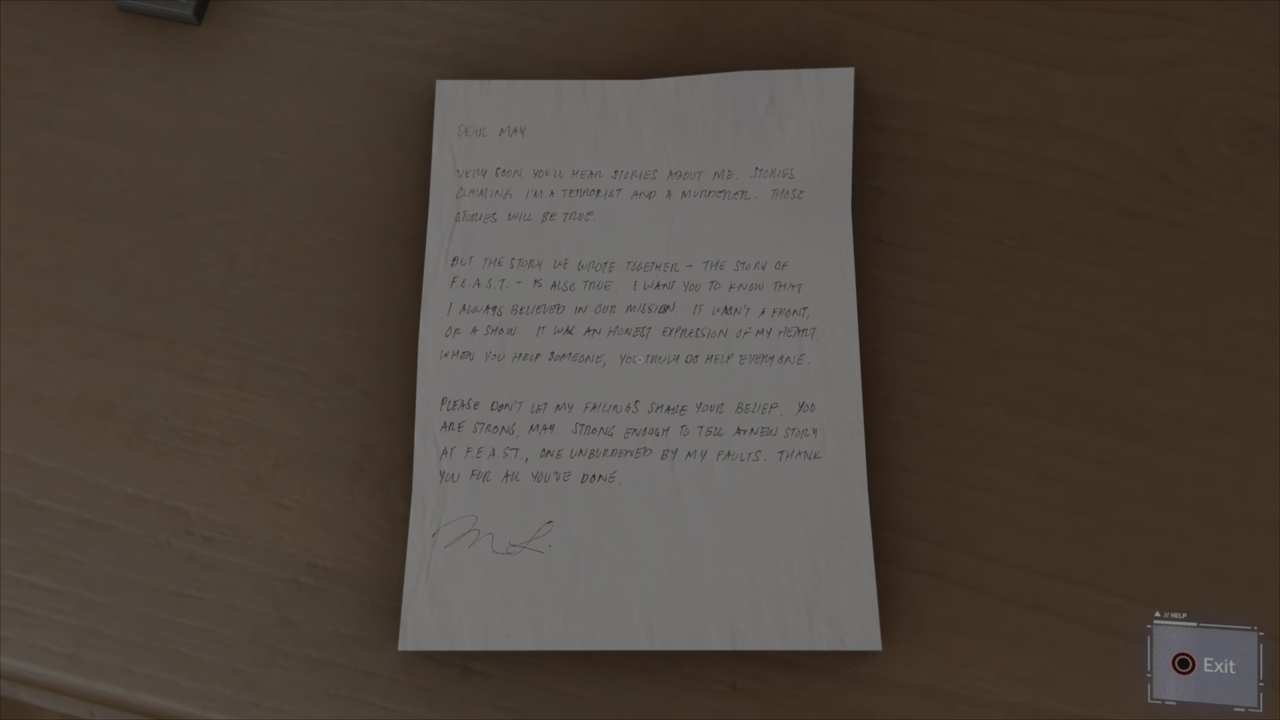 DEAR MAY
VERY SOON, YOU'LL HEAR STORIES ABOUT ME. STORIES
CLAIMING I'M A TERRORIST AND A MURDERER. THOSE
STORIES WILL BE TRUE.
BUT THE STORY WE WROTE TOGETHER - THE STORY OF
F.E.A.S.T. - IS ALSO TRUE. I WANT YOU TO KNOW THAT
I ALWAYS BELIEVED IN OUR MISSION. IT WASN'T A FRONT,
OR A SHOW. IT WAS AN HONEST EXPRESSION OF MY HEART.
WHEN YOU HELP SOMEONE, YOU TRULY DO HELP EVERYONE.
PLEASE DON'T LET MY FAILINGS SHADE YOUR BELIEF. YOU
ARE STRONG, MAY. STRONG ENOUGH TO TELL A NEW STORY
AT F.E.A.S.T., ONE UNBURDENED BY MY FAULTS. THANK
YOU FOR ALL YOU'VE DONE.
M L.
// HELP
Exit